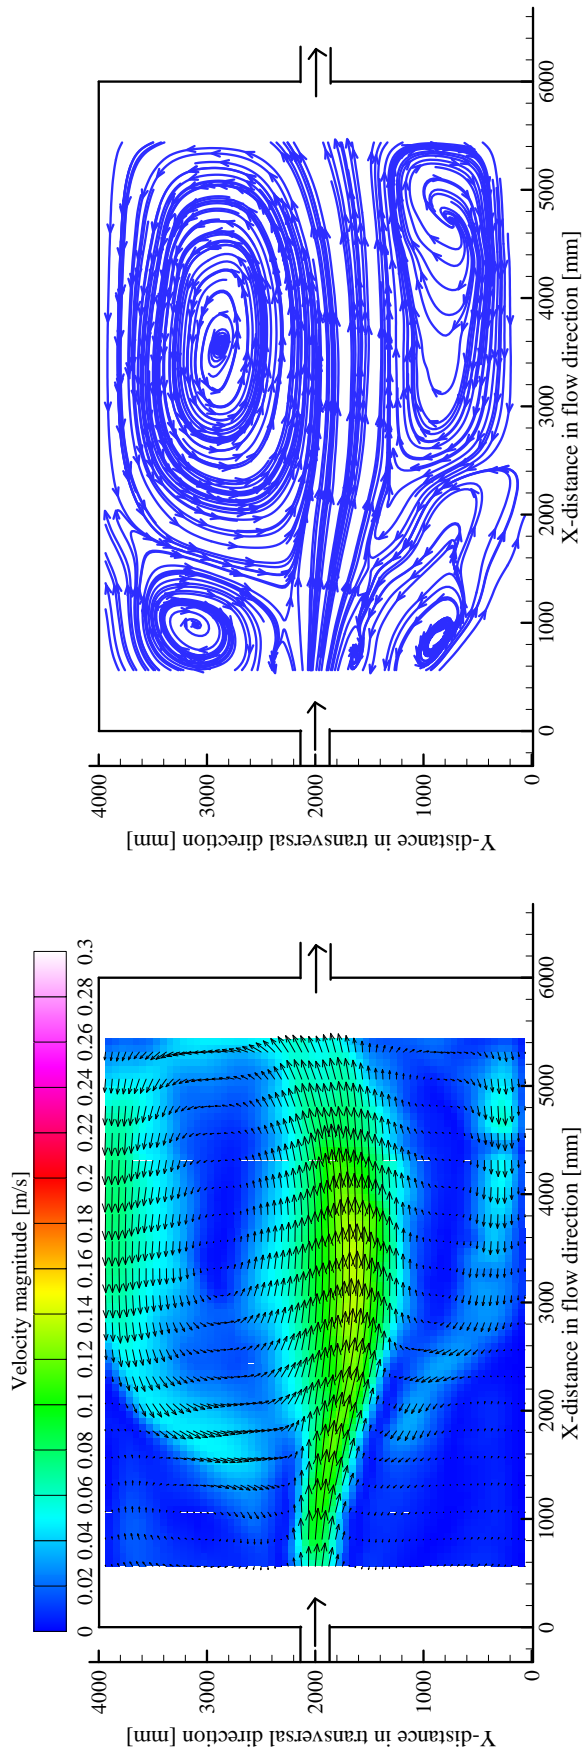 Velocity magnitude [m/s]
0 0.02 0.04 0.06 0.08 0.1 0.12 0.14 0.16 0.18 0.2 0.22 0.24 0.26 0.28 0.3
Y-distance in transversal direction [mm]
4000
3000
2000
1000
0
0 1000 2000 3000 4000 5000 6000
X-distance in flow direction [mm]
Y-distance in transversal direction [mm]
4000
3000
2000
1000
0
0 1000 2000 3000 4000 5000 6000
X-distance in flow direction [mm]